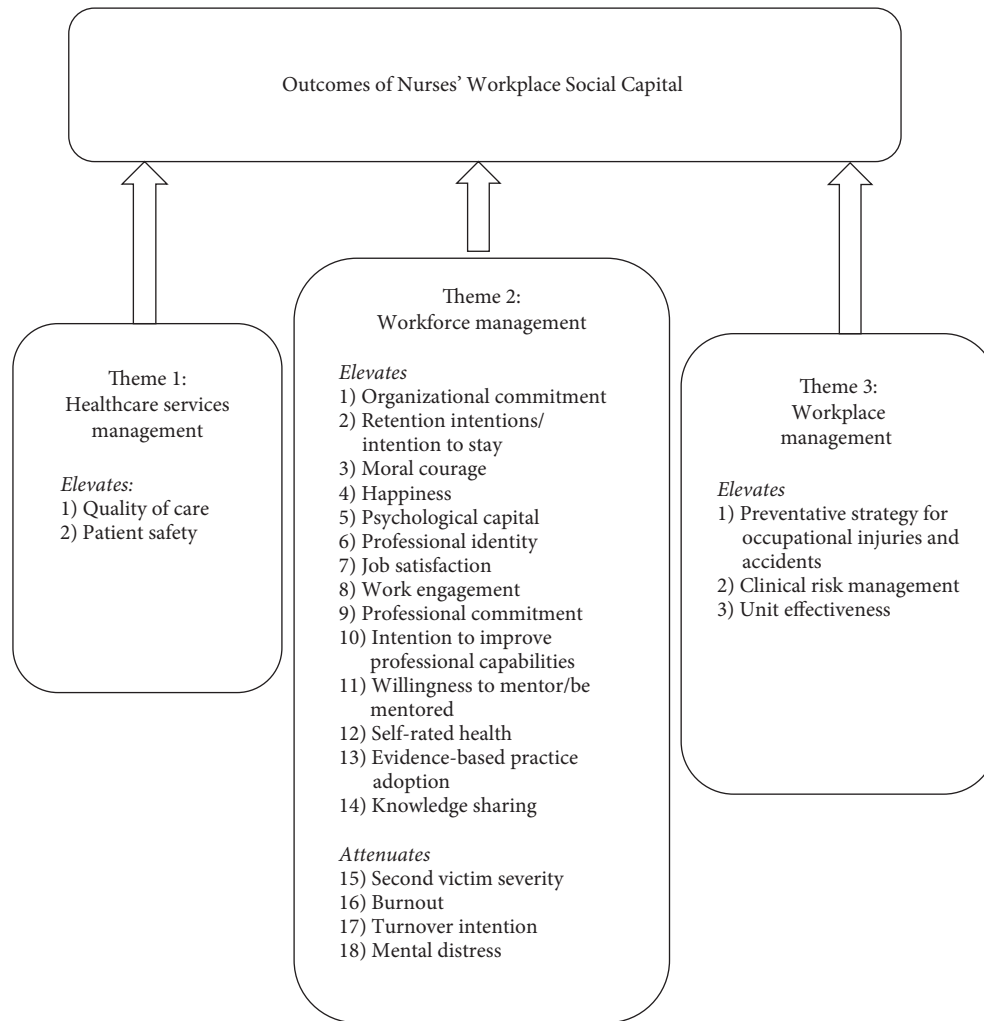 Outcomes of Nurses’ Workplace Social Capital
Theme 1:
Healthcare services
management
Elevates:
1) Quality of care
2) Patient safety
Theme 2:
Workforce management
Elevates
1) Organizational commitment
2) Retention intentions/
intention to stay
3) Moral courage
4) Happiness
5) Psychological capital
6) Professional identity
7) Job satisfaction
8) Work engagement
9) Professional commitment
10) Intention to improve
professional capabilities
11) Willingness to mentor/be
mentored
12) Self-rated health
13) Evidence-based practice
adoption
14) Knowledge sharing
Attenuates
15) Second victim severity
16) Burnout
17) Turnover intention
18) Mental distress
Theme 3:
Workplace
management
Elevates
1) Preventative strategy for
occupational injuries and
accidents
2) Clinical risk management
3) Unit effectiveness